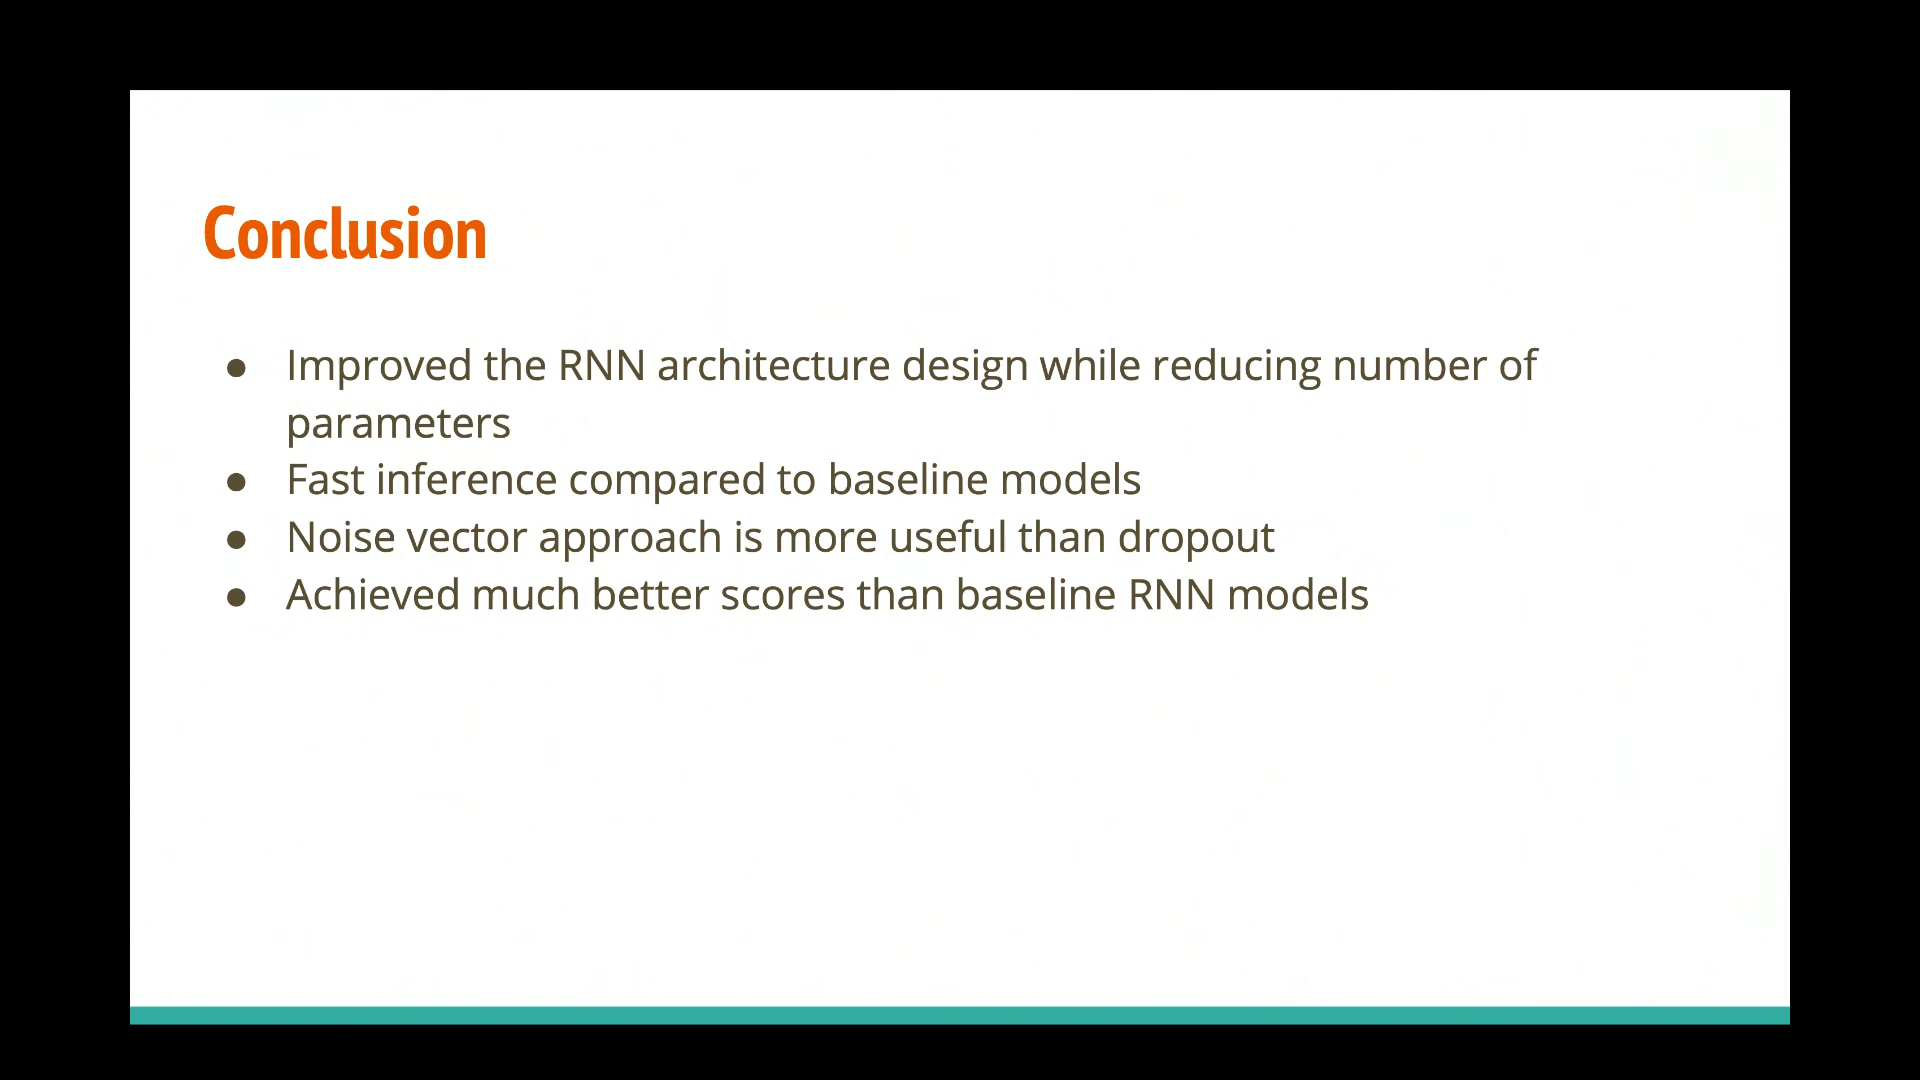 Conclusion
● Improved the RNN architecture design while reducing number of
parameters
● Fast inference compared to baseline models
● Noise vector approach is more useful than dropout
● Achieved much better scores than baseline RNN models